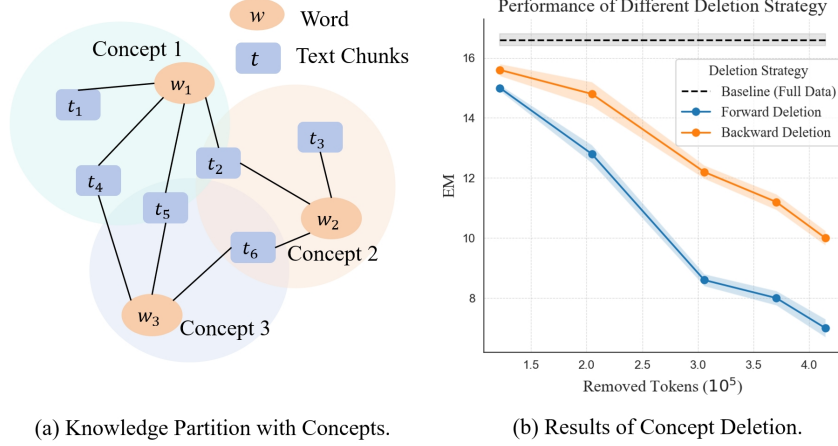 w Word
t Text Chunks
Concept 1
w₁
t₁
t₂
t₃
t₄
t₅
w₂
t₆
Concept 2
w₃
Concept 3
(a) Knowledge Partition with Concepts.
Performance of Different Deletion Strategy
16
14
12
10
8
EM
Deletion Strategy
Baseline (Full Data)
Forward Deletion
Backward Deletion
1.5 2.0 2.5 3.0 3.5 4.0
Removed Tokens (10⁵)
(b) Results of Concept Deletion.